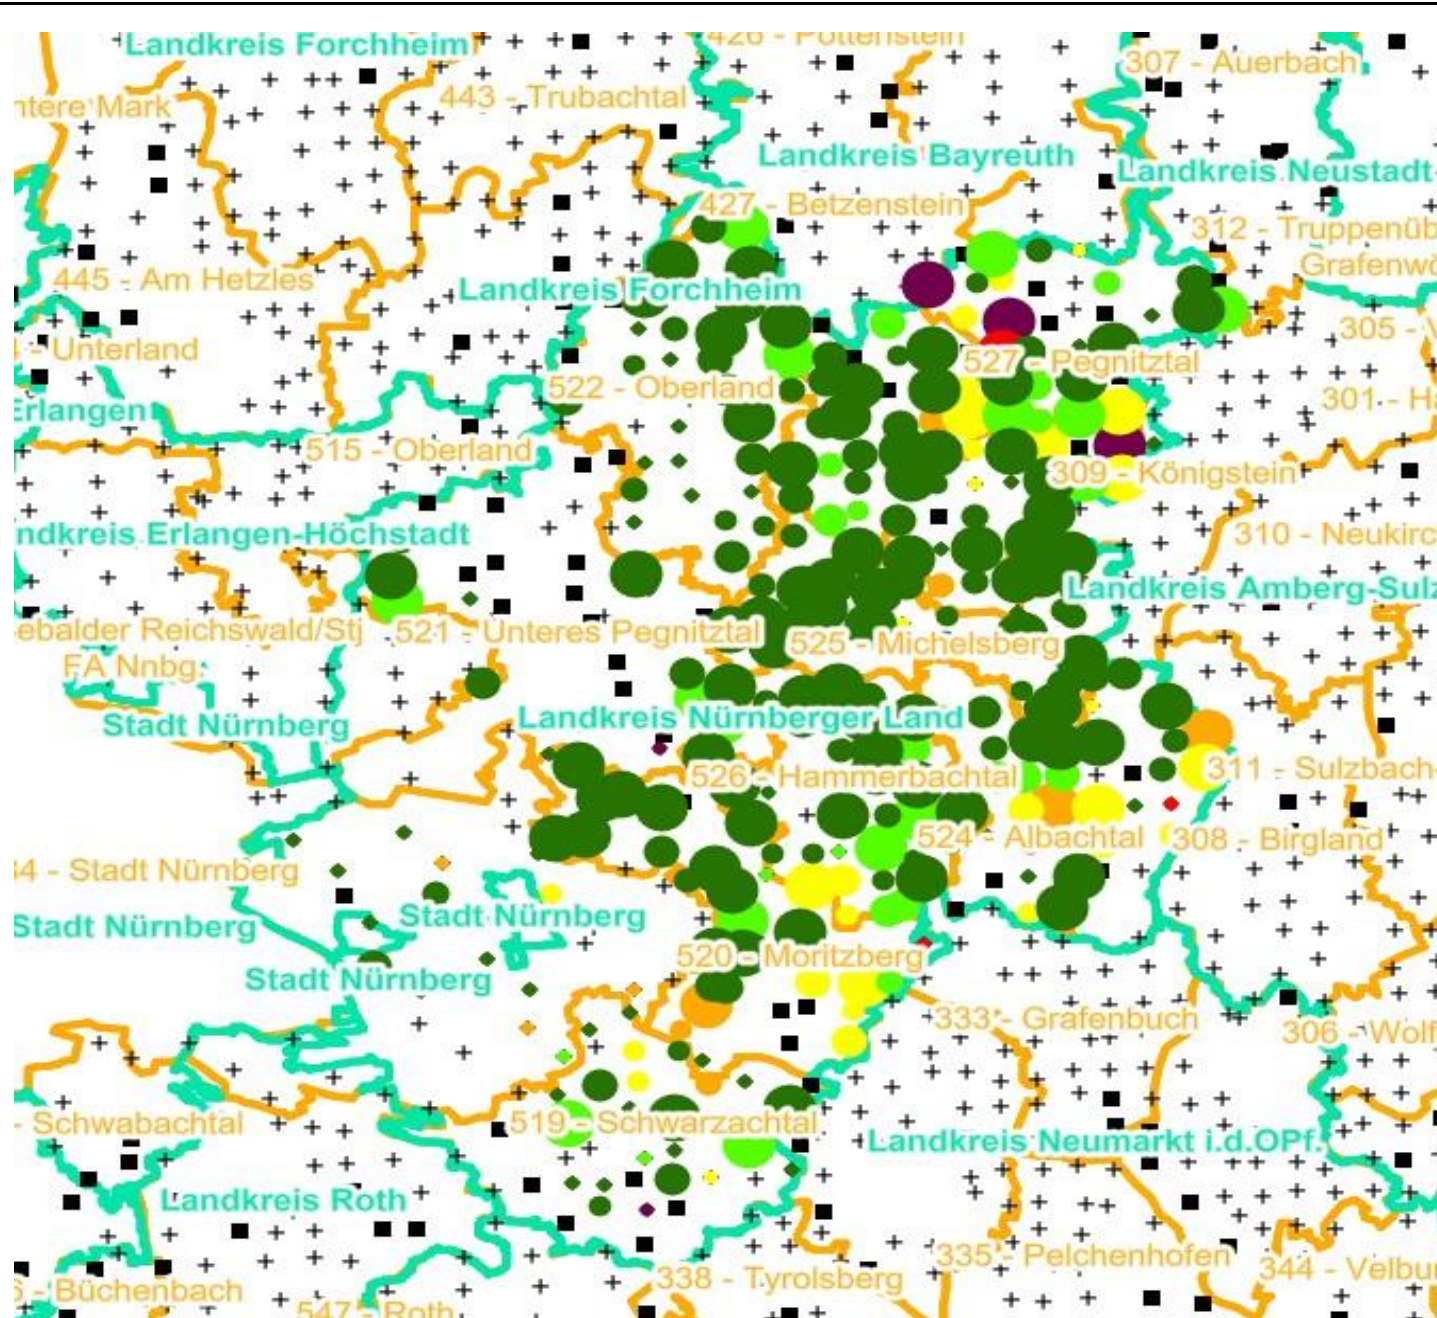 426 - Pottenstein
Landkreis Forchheim
307 - Auerbach
443 - Trubachtal
ntere Mark
Landkreis Bayreuth
Landkreis Neustadt-
427 - Betzenstein
312 - Truppenüb
Grafenwö
445 - Am Hetzles
Landkreis Forchheim
305 - V
- Unterland
527 - Pegnitztal
522 - Oberland
301 - Ha
Erlangen
515 - Oberland
309 - Königstein
ndkreis Erlangen-Höchstadt
310 - Neukirc
Landkreis Amberg-Sulz
ebalder Reichswald/Stj
521 - Unteres Pegnitztal
525 - Michelsberg
FA Nnbg.
Stadt Nürnberg
Landkreis Nürnberger Land
526 - Hammerbachtal
311 - Sulzbach-
524 - Albachtal
308 - Birgland
34 - Stadt Nürnberg
Stadt Nürnberg
Stadt Nürnberg
520 - Moritzberg
Stadt Nürnberg
333 - Grafenbuch
306 - Wolf
- Schwabachtal
519 - Schwarzachtal
Landkreis Neumarkt i.d.OPf.
Landkreis Roth
335 - Pelchenhofen
344 - Velbu
6 - Büchenbach
338 - Tyrolsberg
547 - Roth